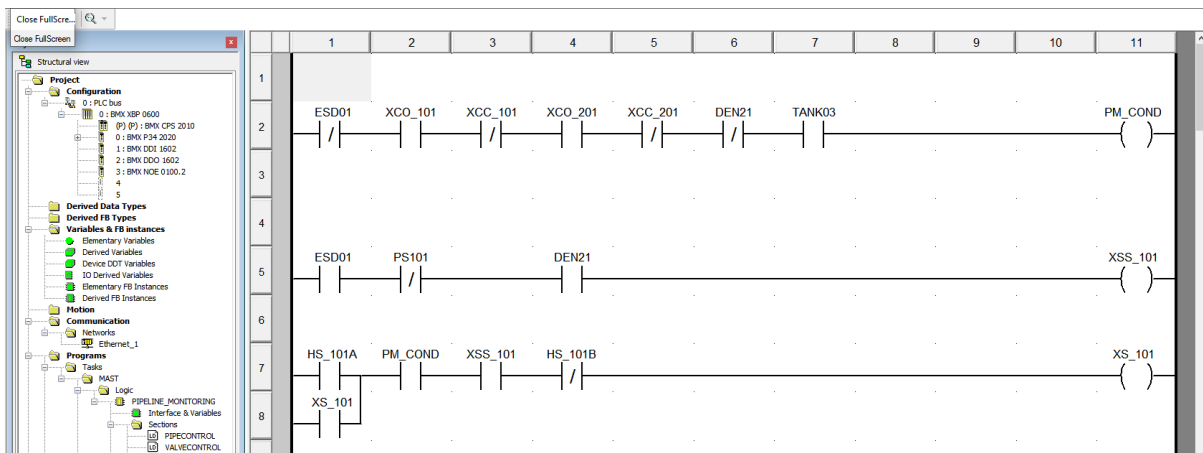 Close FullScre...
Close FullScreen
Structural view
Project
Configuration
0 : PLC bus
0 : BMX XBP 0600
(P) (P) : BMX CPS 2010
0 : BMX P34 2020
1 : BMX DDI 1602
2 : BMX DDO 1602
3 : BMX NOE 0100.2
4
5
Derived Data Types
Derived FB Types
Variables & FB instances
Elementary Variables
Derived Variables
Device DDT Variables
IO Derived Variables
Elementary FB Instances
Derived FB Instances
Motion
Communication
Networks
Ethernet_1
Programs
Tasks
MAST
Logic
PIPELINE_MONITORING
Interface & Variables
Sections
PIPECONTROL
VALVECONTROL
1 2 3 4 5 6 7 8 9 10 11
1
ESD01 XCO_101 XCC_101 XCO_201 XCC_201 DEN21 TANK03 PM_COND
2
3
4
ESD01 PS101 DEN21 XSS_101
5
6
HS_101A PM_COND XSS_101 HS_101B XS_101
7
XS_101
8